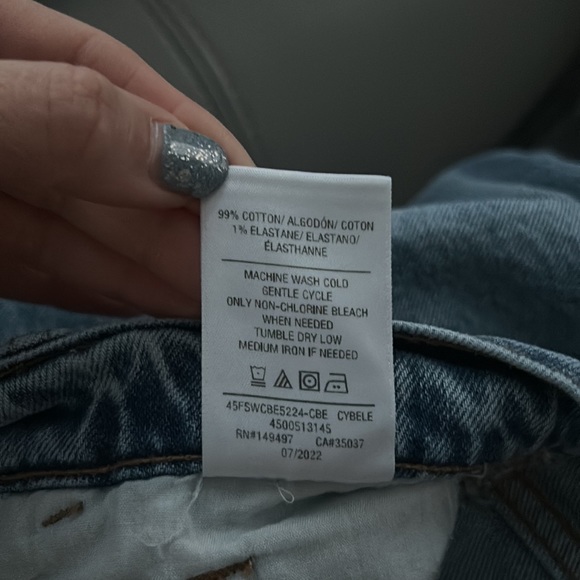 99% COTTON/ ALGODÓN/ COTON
1% ELASTANE/ ELASTANO/
ÉLASTHANNE
MACHINE WASH COLD
GENTLE CYCLE
ONLY NON-CHLORINE BLEACH
WHEN NEEDED
TUMBLE DRY LOW
MEDIUM IRON IF NEEDED
45FSWCBE5224-CBE CYBELE
4500513145
RN#149497 CA#35037
07/2022